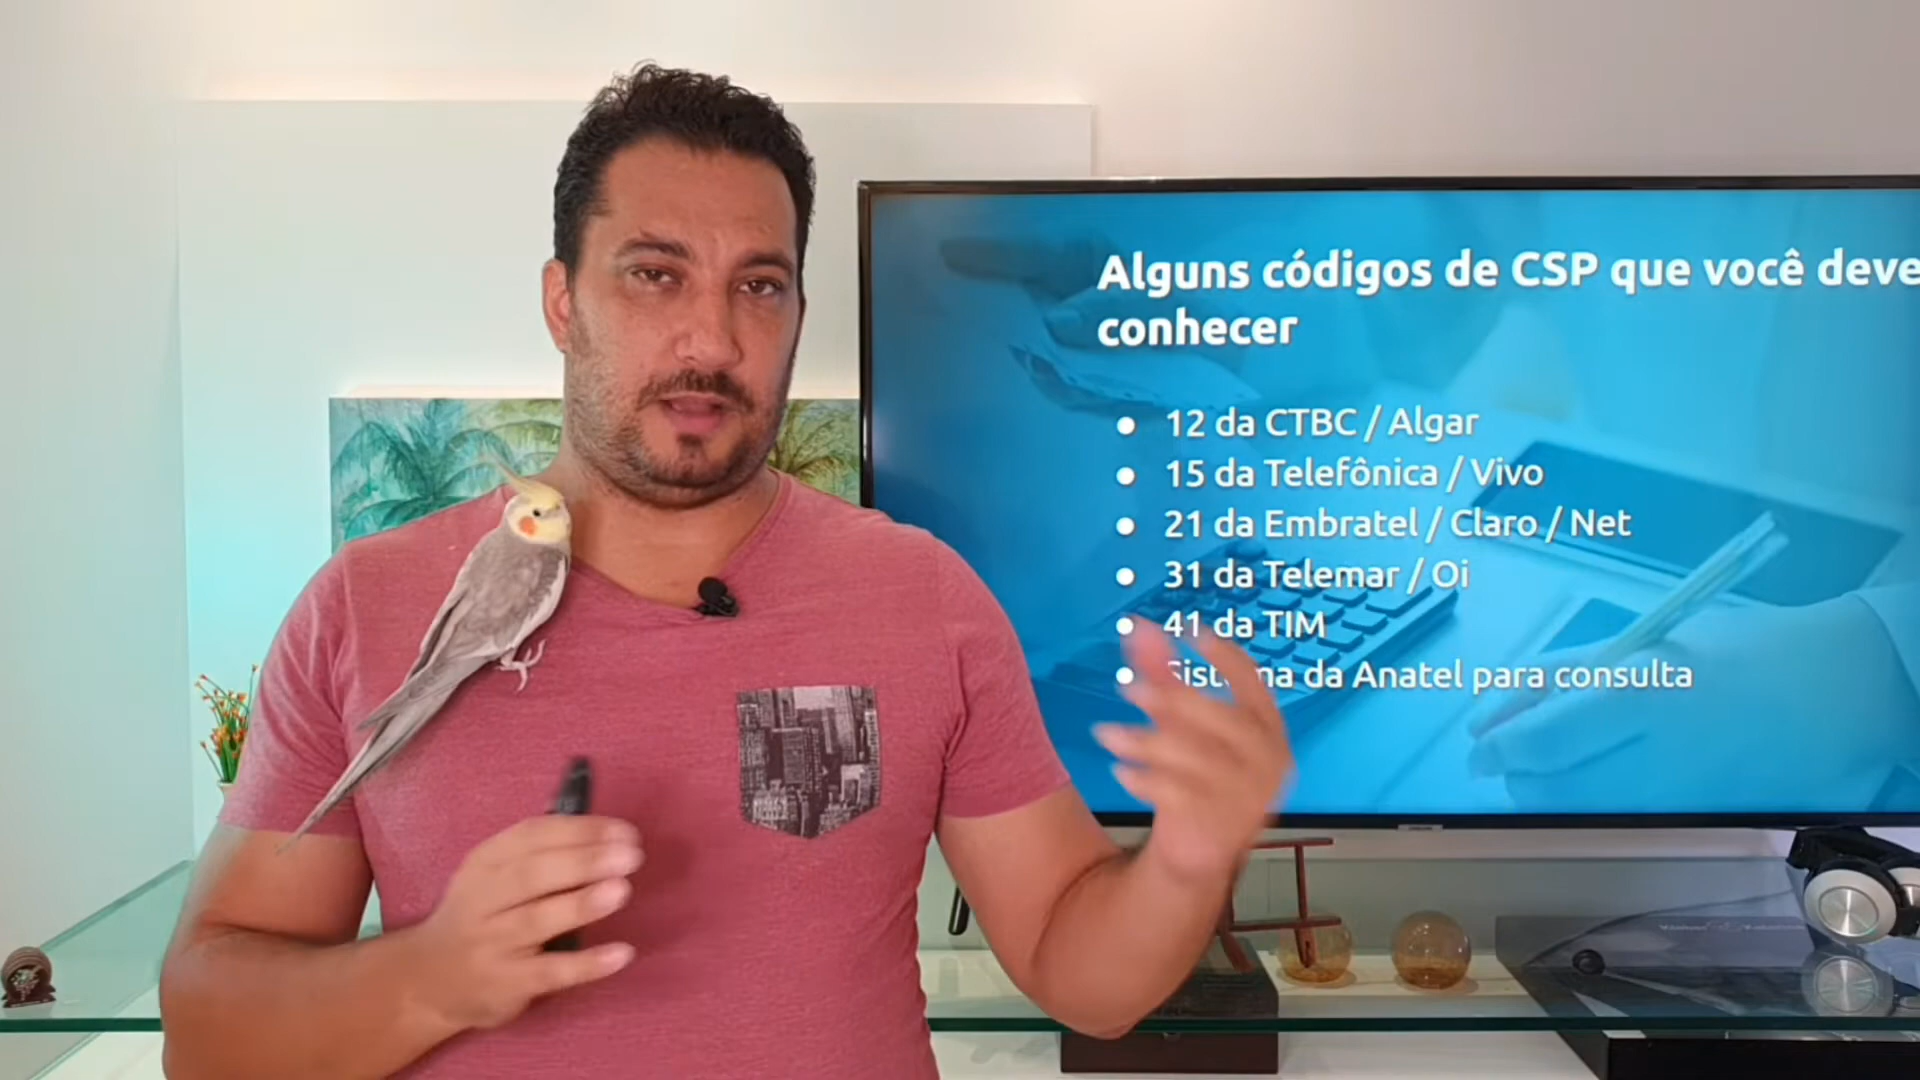 Alguns códigos de CSP que você deve
conhecer
● 12 da CTBC / Algar
● 15 da Telefônica / Vivo
● 21 da Embratel / Claro / Net
● 31 da Telemar / Oi
● 41 da TIM
● Sistema da Anatel para consulta